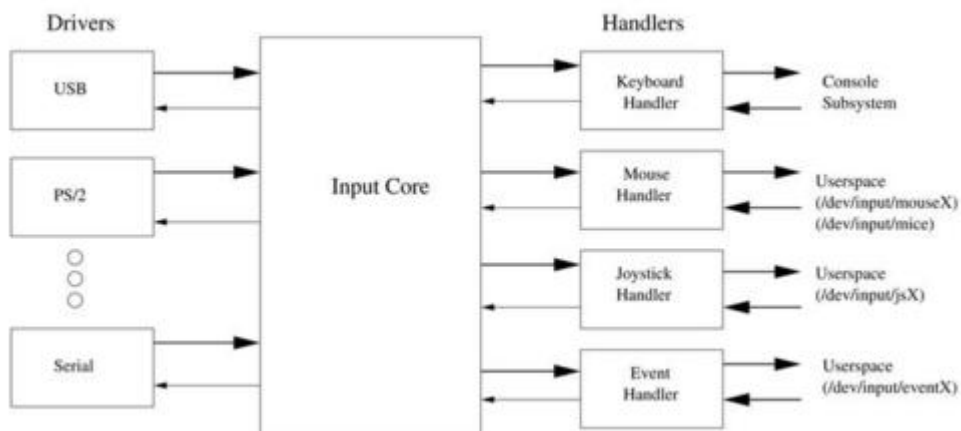 Drivers
Handlers
USB
PS/2
Serial
Input Core
Keyboard
Handler
Console
Subsystem
Mouse
Handler
Userspace
(/dev/input/mouseX)
(/dev/input/mice)
Joystick
Handler
Userspace
(/dev/input/jsX)
Event
Handler
Userspace
(/dev/input/eventX)